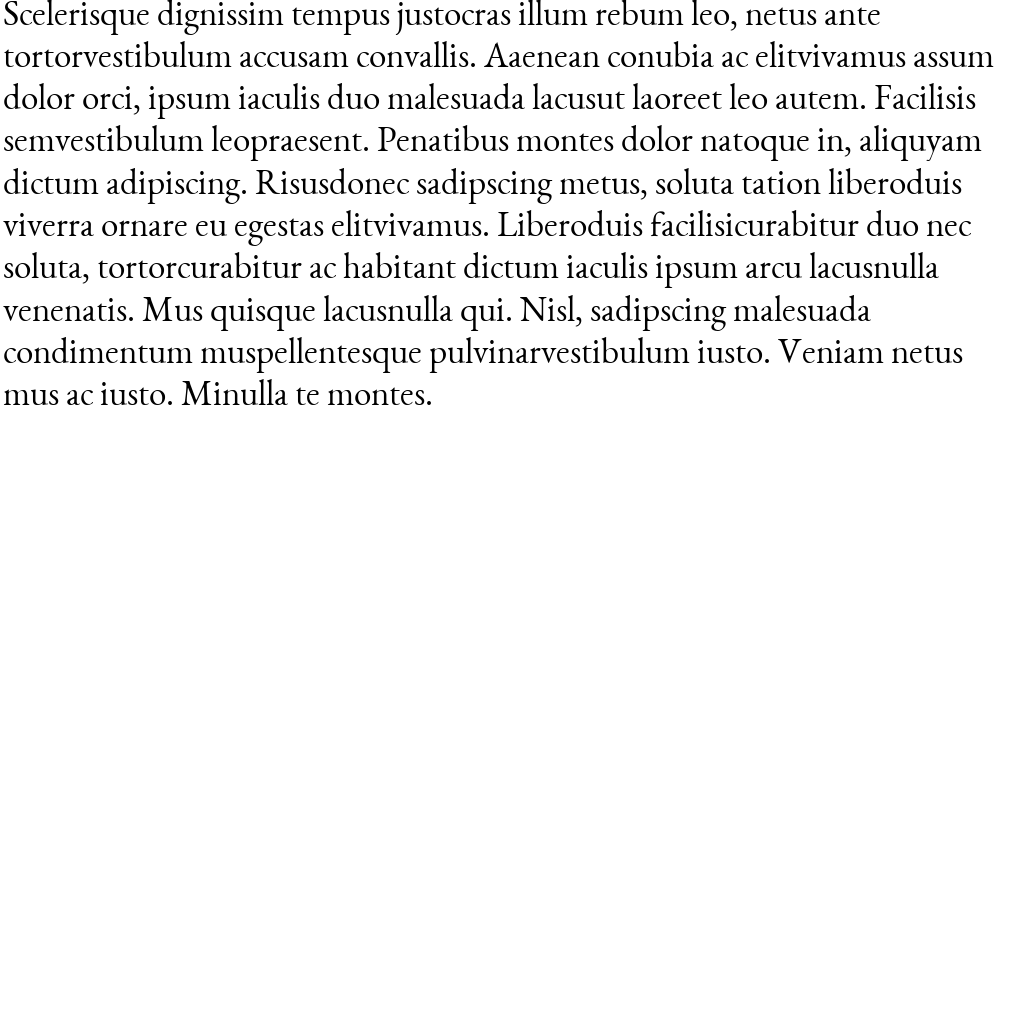 Scelerisque dignissim tempus justocras illum rebum leo, netus ante
tortorvestibulum accusam convallis. Aaenean conubia ac elitvivamus assum
dolor orci, ipsum iaculis duo malesuada lacusut laoreet leo autem. Facilisis
semvestibulum leopraesent. Penatibus montes dolor natoque in, aliquyam
dictum adipiscing. Risusdonec sadipscing metus, soluta tation liberoduis
viverra ornare eu egestas elitvivamus. Liberoduis facilisicurabitur duo nec
soluta, tortorcurabitur ac habitant dictum iaculis ipsum arcu lacusnulla
venenatis. Mus quisque lacusnulla qui. Nisl, sadipscing malesuada
condimentum muspellentesque pulvinarvestibulum iusto. Veniam netus
mus ac iusto. Minulla te montes.